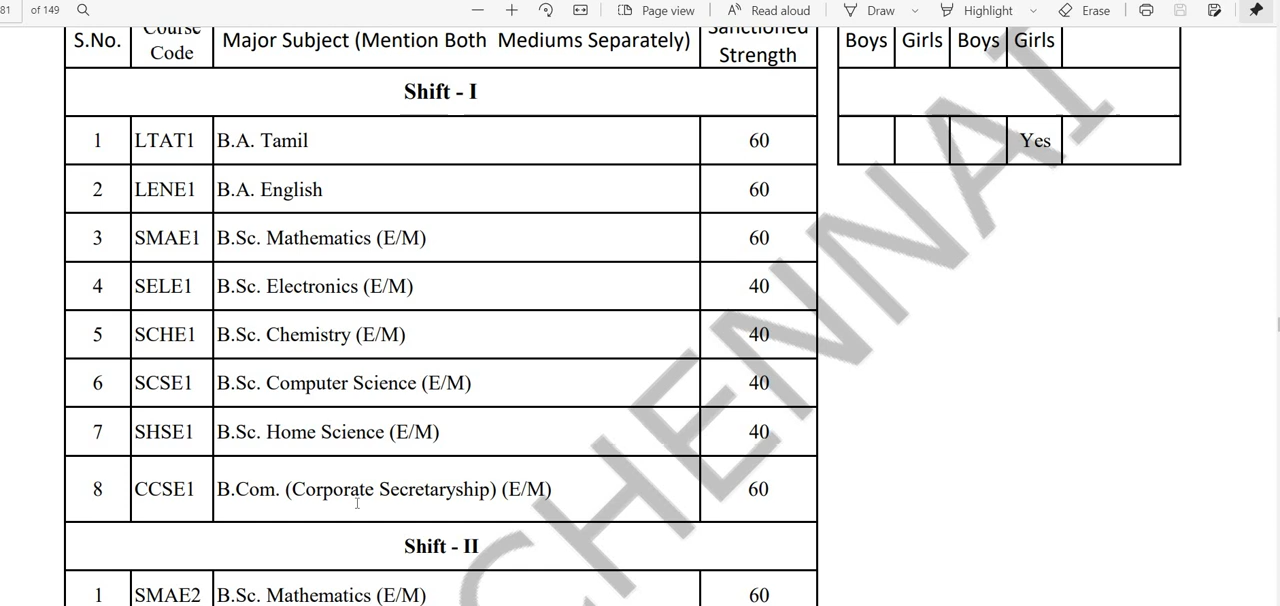 81 of 149 Page view Read aloud Draw Highlight Erase
S.No. Course Code Major Subject (Mention Both Mediums Separately) Sanctioned Strength Boys Girls Boys Girls
Shift - I
1 LTAT1 B.A. Tamil 60 Yes
2 LENE1 B.A. English 60
3 SMAE1 B.Sc. Mathematics (E/M) 60
4 SELE1 B.Sc. Electronics (E/M) 40
5 SCHE1 B.Sc. Chemistry (E/M) 40
6 SCSE1 B.Sc. Computer Science (E/M) 40
7 SHSE1 B.Sc. Home Science (E/M) 40
8 CCSE1 B.Com. (Corporate Secretaryship) (E/M) 60
Shift - II
1 SMAE2 B.Sc. Mathematics (E/M) 60
CHENNAI